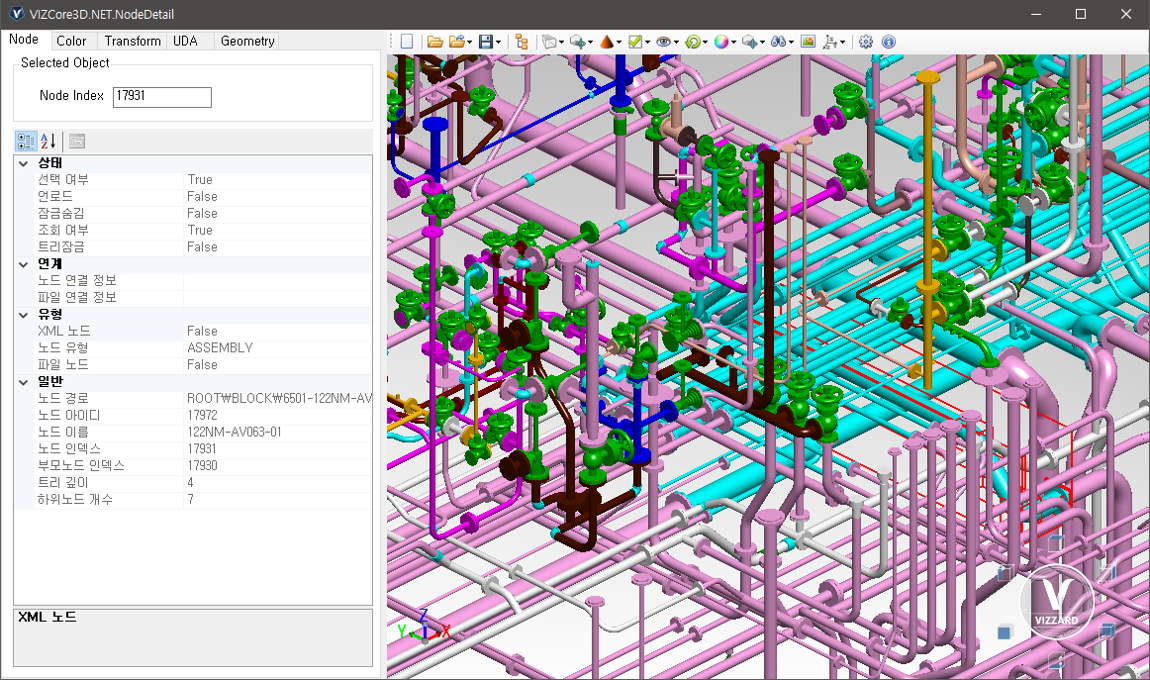 VIZCore3D.NET.NodeDetail
Node Color Transform UDA Geometry
Selected Object
Node Index 17931
상태
선택 여부 True
언로드 False
잠금숨김 False
조회 여부 True
트리잠금 False
연계
노드 연결 정보
파일 연결 정보
유형
XML 노드 False
노드 유형 ASSEMBLY
파일 노드 False
일반
노드 경로 ROOT￦BLOCK￦6501-122NM-AV
노드 아이디 17972
노드 이름 122NM-AV063-01
노드 인덱스 17931
부모노드 인덱스 17930
트리 깊이 4
하위노드 개수 7
XML 노드
Z
Y X
V
VIZZARD